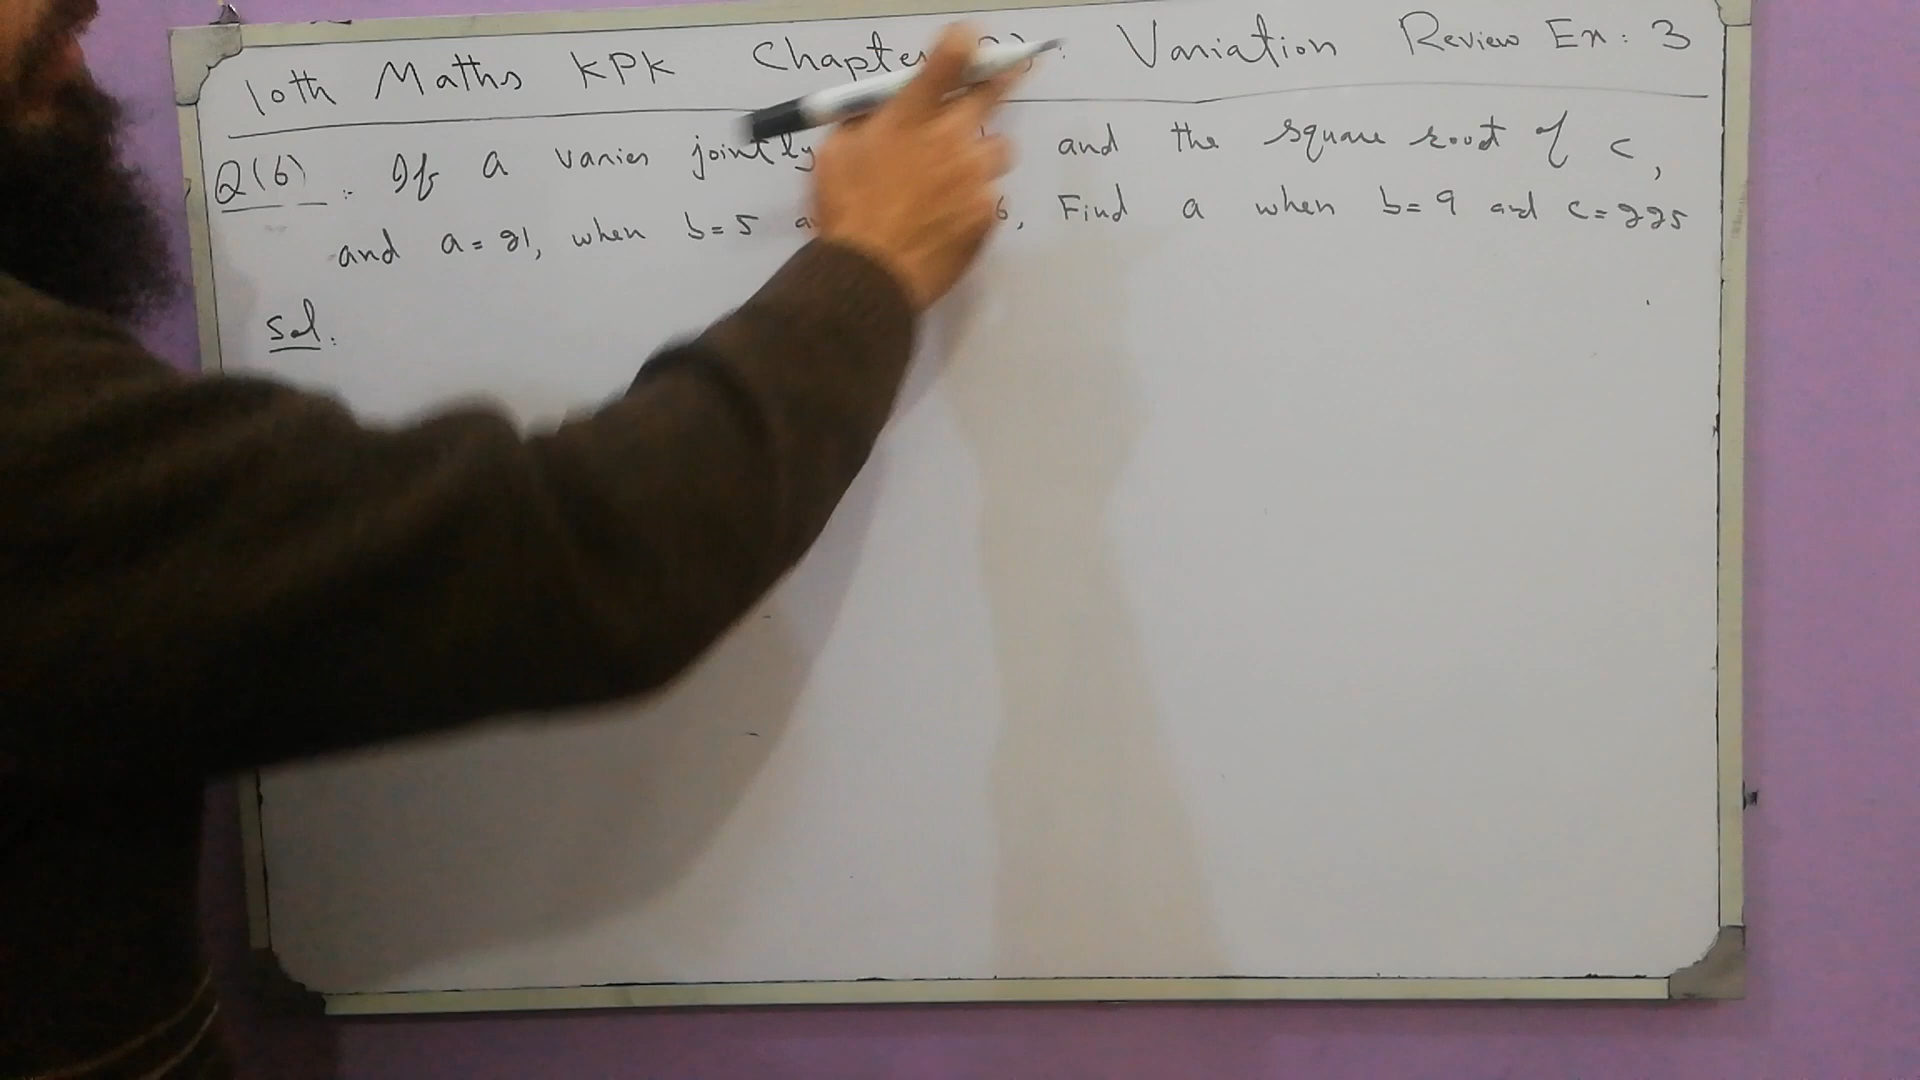 10th Maths KPK Chapter : Variation Review Ex: 3
Q(6) :- If a varies jointly and the square root of c,
and a = 21, when b = 5 6, Find a when b = 9 and c = 225
Sol.